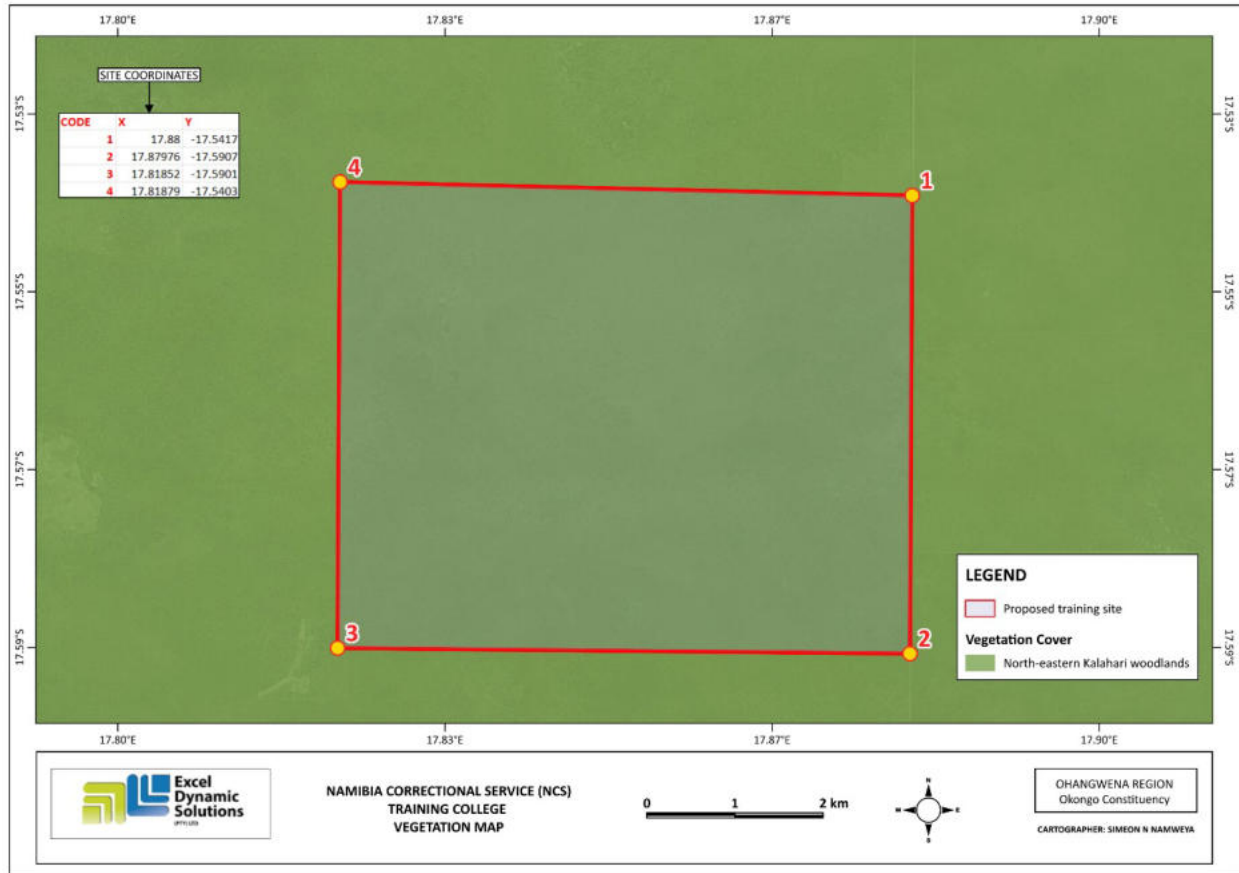 17.80°E 17.83°E 17.87°E 17.90°E
SITE COORDINATES
CODE X Y
1 17.88 -17.5417
2 17.87976 -17.5907
3 17.81852 -17.5901
4 17.81879 -17.5403
17.53°S 17.53°S
4
1
17.55°S 17.55°S
17.57°S 17.57°S
LEGEND
Proposed training site
Vegetation Cover
North-eastern Kalahari woodlands
3
2
17.59°S 17.59°S
17.80°E 17.83°E 17.87°E 17.90°E
Excel
Dynamic
Solutions
(PTY) LTD
NAMIBIA CORRECTIONAL SERVICE (NCS)
TRAINING COLLEGE
VEGETATION MAP
0 1 2 km
N
W E
S
OHANGWENA REGION
Okongo Constituency
CARTOGRAPHER: SIMEON N NAMWEYA